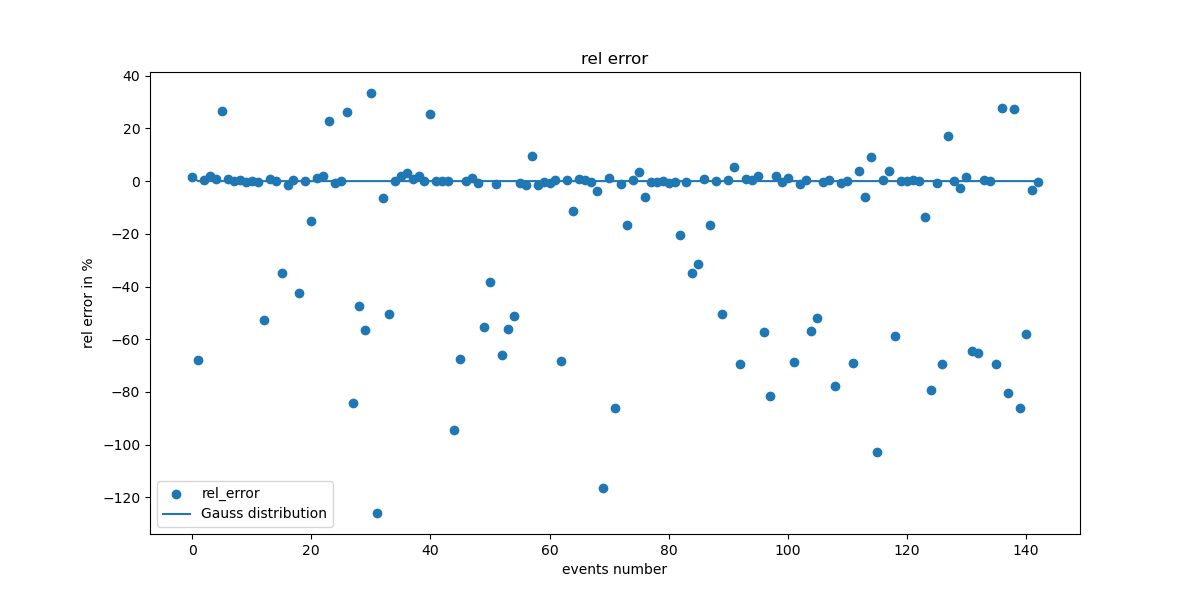 rel error
40
20
0
−20
−40
−60
−80
−100
−120
rel error in %
rel_error
Gauss distribution
0 20 40 60 80 100 120 140
events number